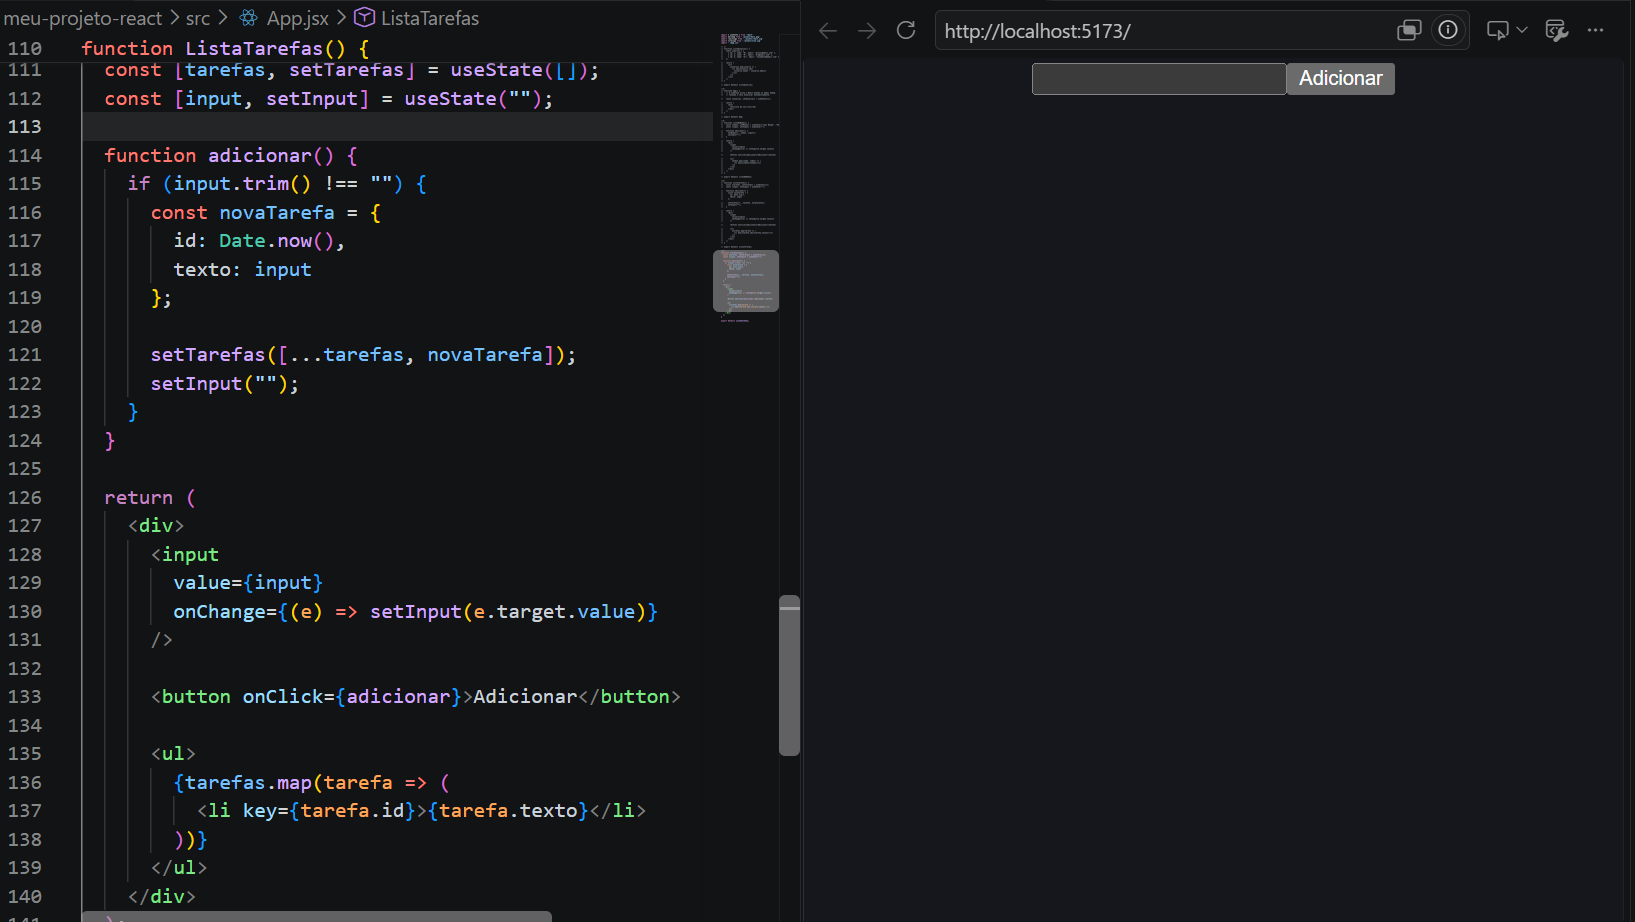 meu-projeto-react > src > App.jsx > ListaTarefas
110 function ListaTarefas() {
111 const [tarefas, setTarefas] = useState([]);
112 const [input, setInput] = useState("");
113
114 function adicionar() {
115 if (input.trim() !== "") {
116 const novaTarefa = {
117 id: Date.now(),
118 texto: input
119 };
120
121 setTarefas([...tarefas, novaTarefa]);
122 setInput("");
123 }
124 }
125
126 return (
127 <div>
128 <input
129 value={input}
130 onChange={(e) => setInput(e.target.value)}
131 />
132
133 <button onClick={adicionar}>Adicionar</button>
134
135 <ul>
136 {tarefas.map(tarefa => (
137 <li key={tarefa.id}>{tarefa.texto}</li>
138 ))}
139 </ul>
140 </div>
http://localhost:5173/
Adicionar